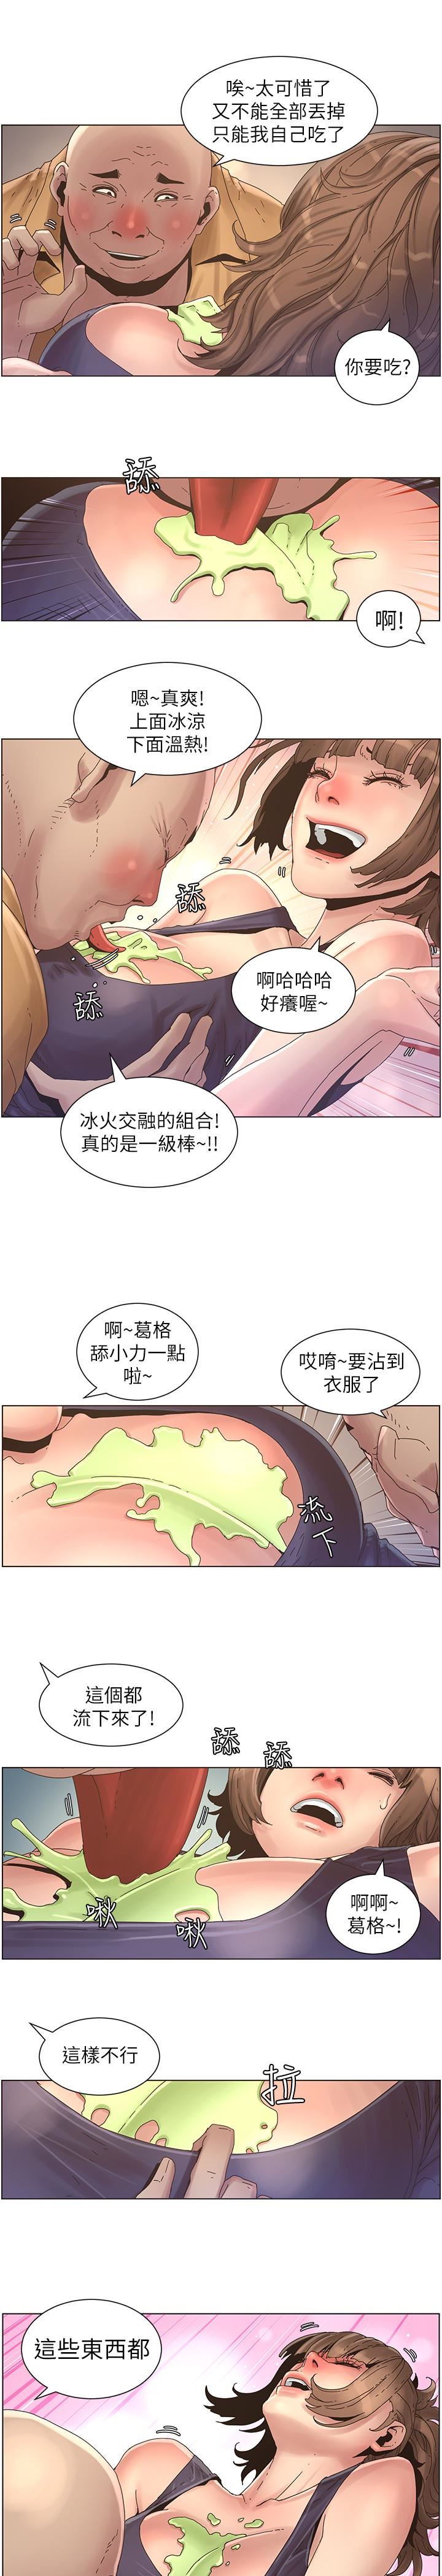 唉~太可惜了
又不能全部丟掉
只能我自己吃了
你要吃?
舔
啊!
嗯~真爽!
上面冰涼
下面溫熱!
舔
舔
啊哈哈哈
好癢喔~
冰火交融的組合!
真的是一級棒~!!
啊~葛格
舔小力一點
啦~
哎唷~要沾到
衣服了
流下
這個都
流下來了!
舔
舔
啾
啾
啊啊~
葛格~!
這樣不行
拉
這些東西都